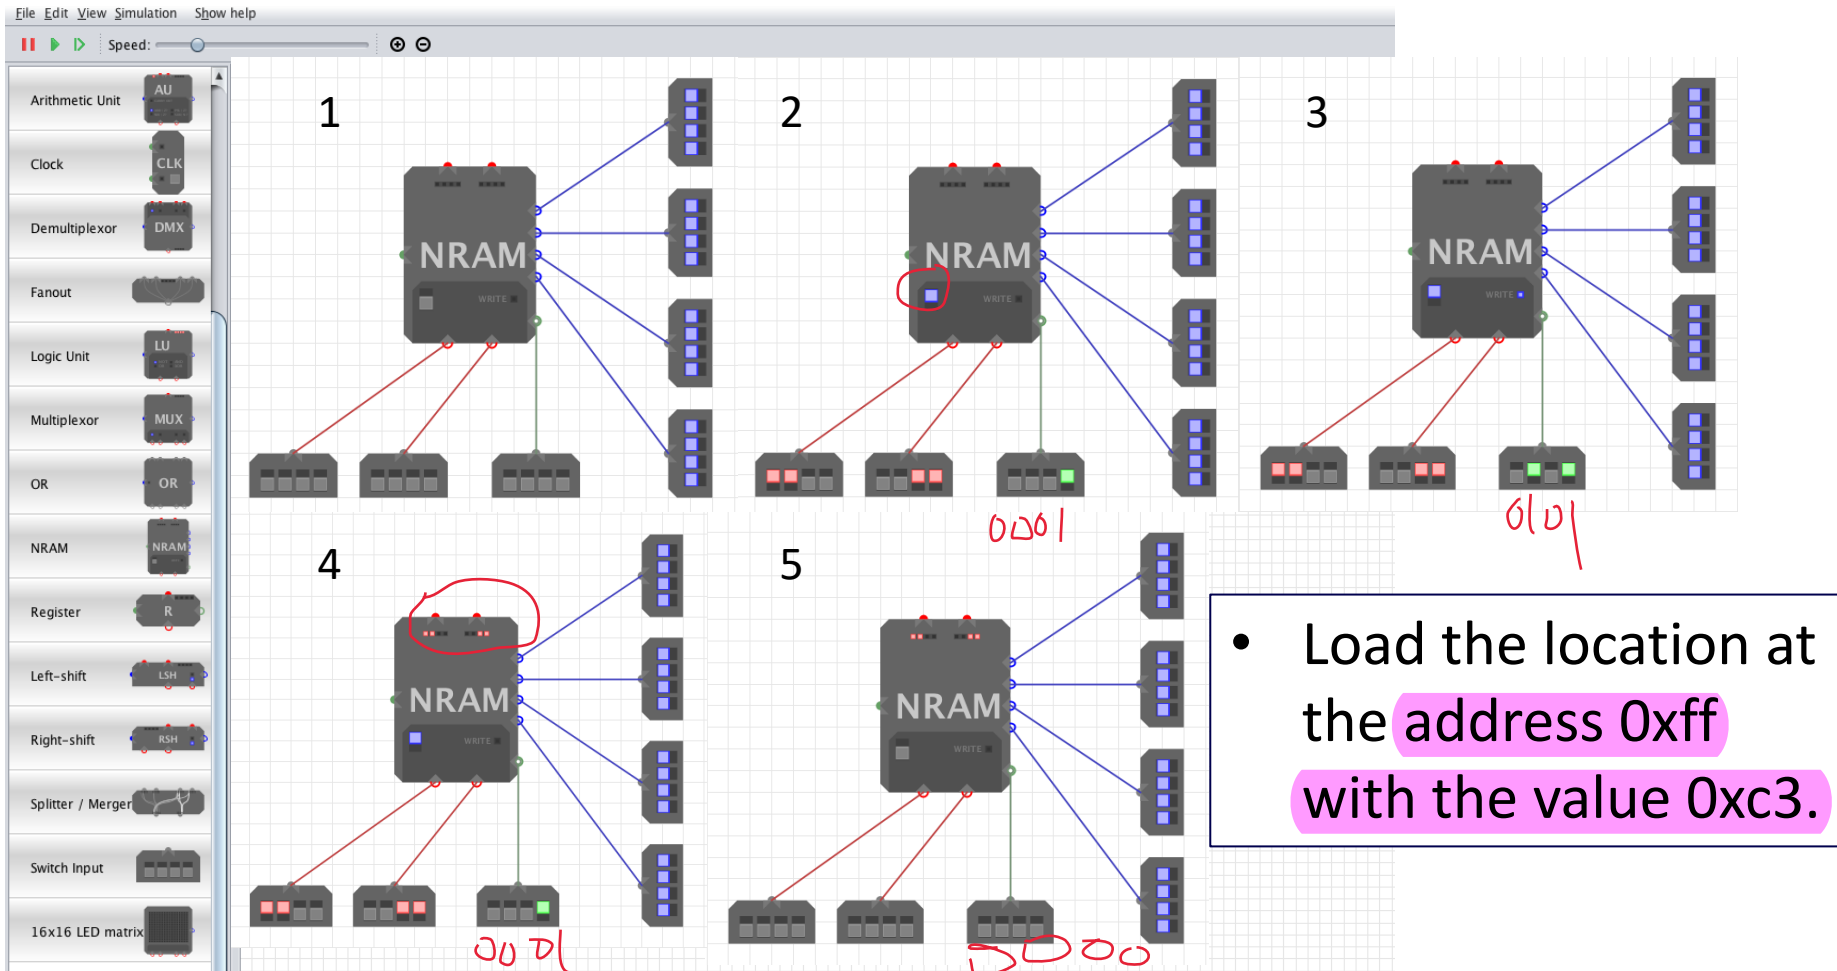 File Edit View Simulation Show help
Speed:
Arithmetic Unit AU
Clock CLK
Demultiplexor DMX
Fanout
Logic Unit LU
Multiplexor MUX
OR OR
NRAM NRAM
Register R
Left-shift LSH
Right-shift RSH
Splitter / Merger
Switch Input
16x16 LED matrix
1
NRAM
WRITE
2
NRAM
WRITE
0001
3
NRAM
WRITE
0101
4
NRAM
WRITE
0001
5
NRAM
WRITE
0000
• Load the location at
the address 0xff
with the value 0xc3.